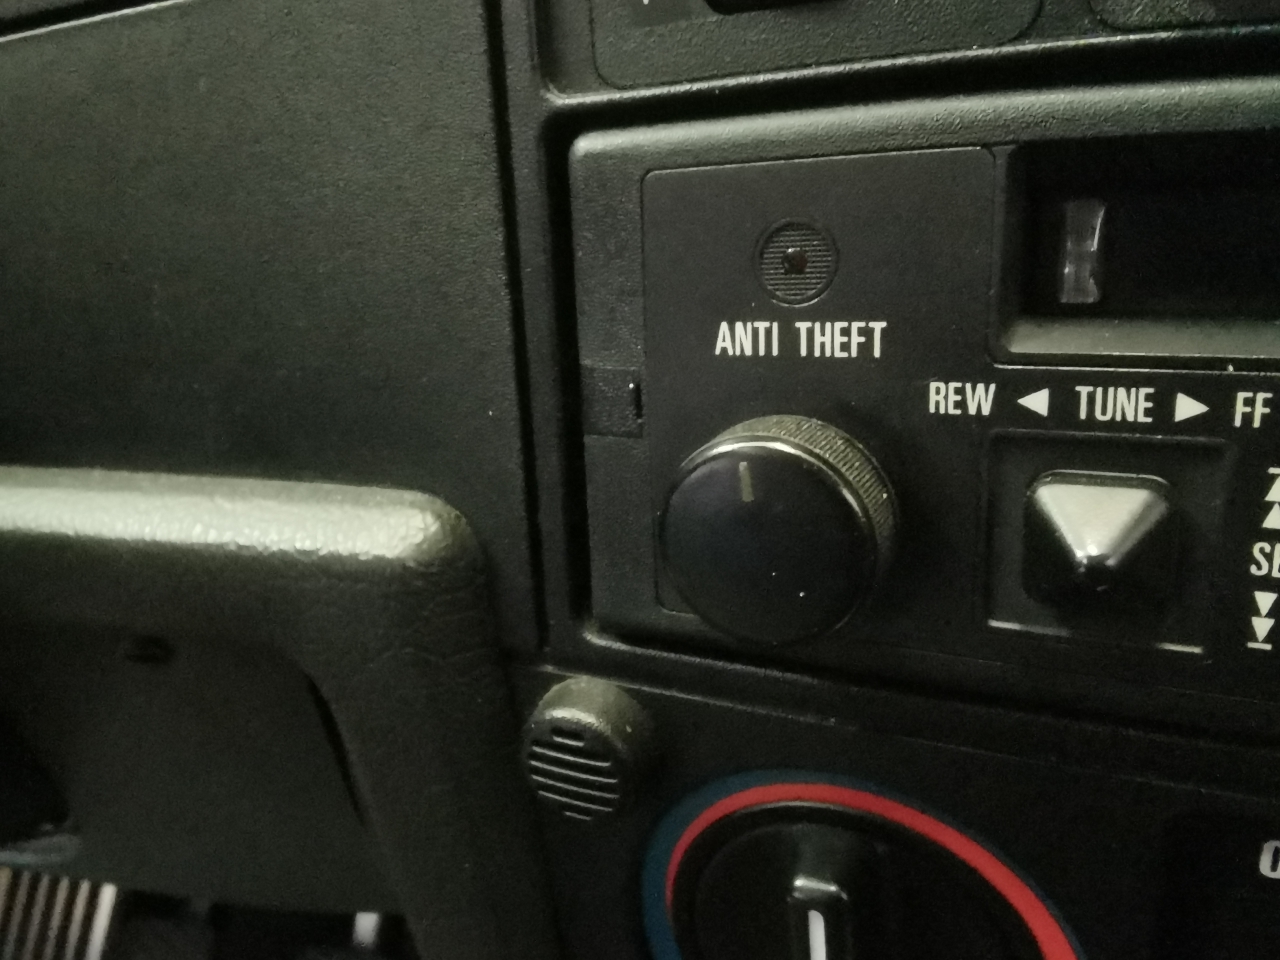 ANTI THEFT
REW ◀ TUNE ▶ FF